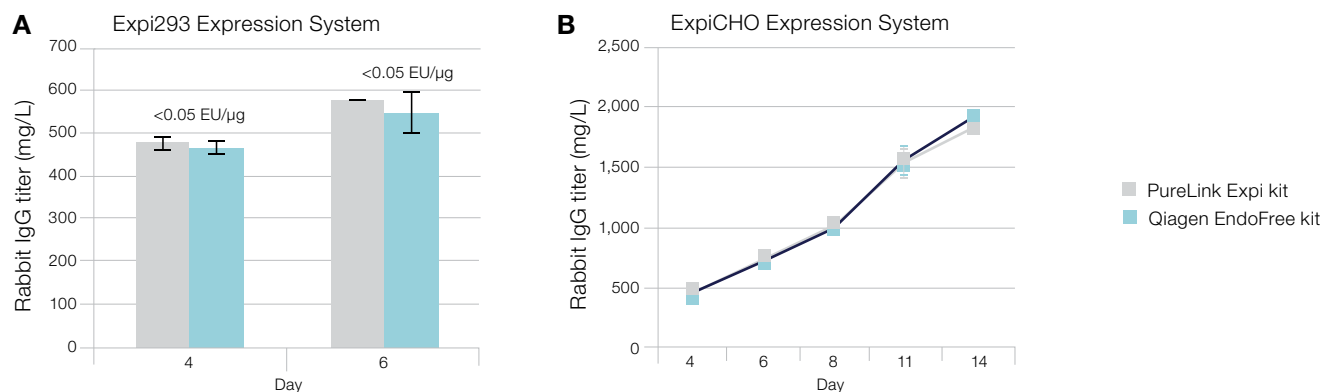 A
Expi293 Expression System
Rabbit IgG titer (mg/L)
700
600
500
400
300
200
100
0
<0.05 EU/µg
<0.05 EU/µg
4
6
Day
B
ExpiCHO Expression System
Rabbit IgG titer (mg/L)
2,500
2,000
1,500
1,000
500
0
4
6
8
11
14
Day
PureLink Expi kit
Qiagen EndoFree kit